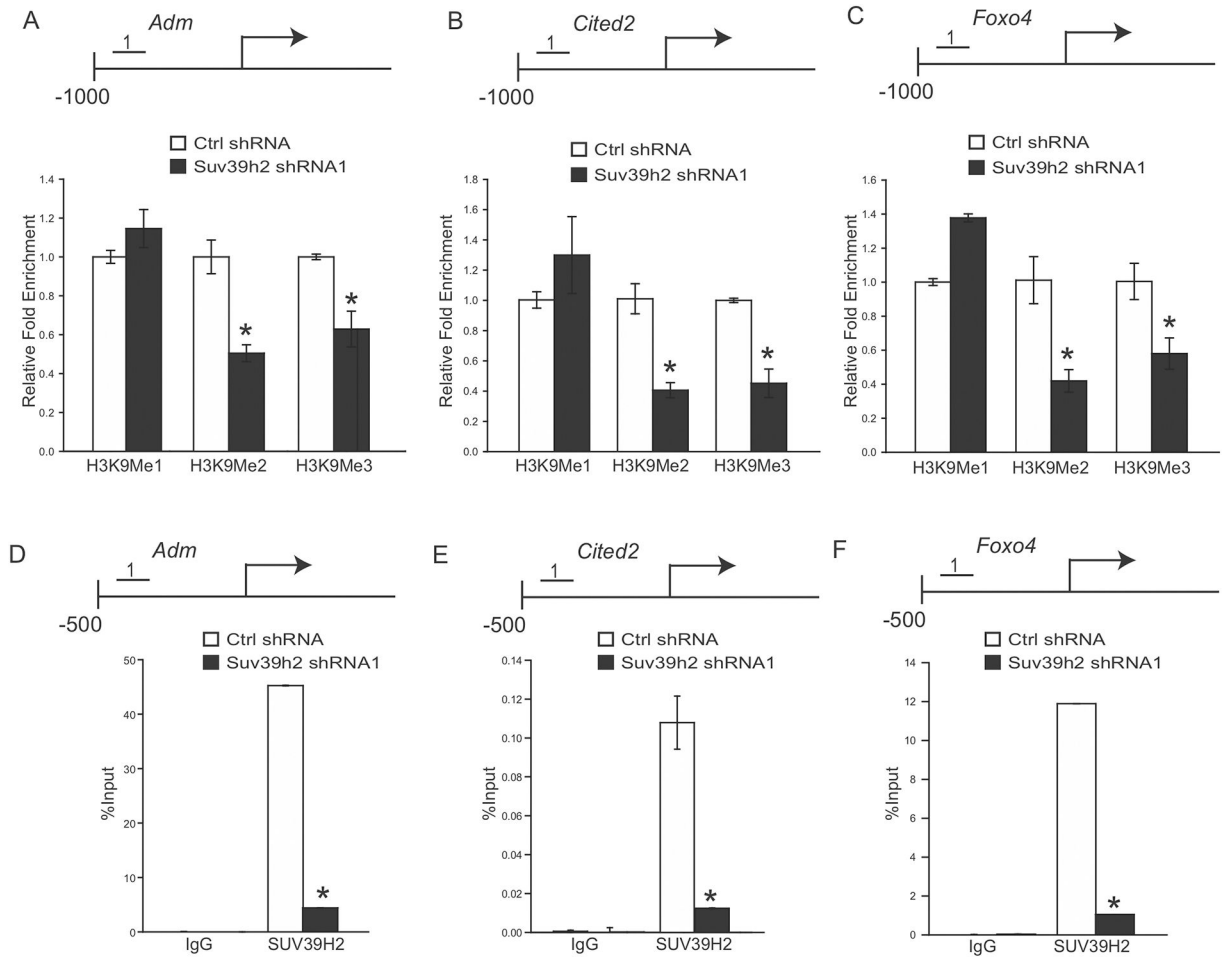 A
Adm
1
-1000
Ctrl shRNA
Suv39h2 shRNA1
Relative Fold Enrichment
1.4
1.2
1.0
0.8
0.6
0.4
0.2
0.0
*
*
H3K9Me1 H3K9Me2 H3K9Me3
B
Cited2
1
-1000
Ctrl shRNA
Suv39h2 shRNA1
Relative Fold Enrichment
1.8
1.6
1.4
1.2
1.0
0.8
0.6
0.4
0.2
0.0
*
*
H3K9Me1 H3K9Me2 H3K9Me3
C
Foxo4
1
-1000
Ctrl shRNA
Suv39h2 shRNA1
Relative Fold Enrichment
1.6
1.4
1.2
1.0
0.8
0.6
0.4
0.2
0.0
*
*
H3K9Me1 H3K9Me2 H3K9Me3
D
Adm
1
-500
Ctrl shRNA
Suv39h2 shRNA1
%Input
50
40
30
20
10
0
*
IgG SUV39H2
E
Cited2
1
-500
Ctrl shRNA
Suv39h2 shRNA1
%Input
0.14
0.12
0.10
0.08
0.06
0.04
0.02
0.00
*
IgG SUV39H2
F
Foxo4
1
-500
Ctrl shRNA
Suv39h2 shRNA1
%Input
14
12
10
8
6
4
2
0
*
IgG SUV39H2